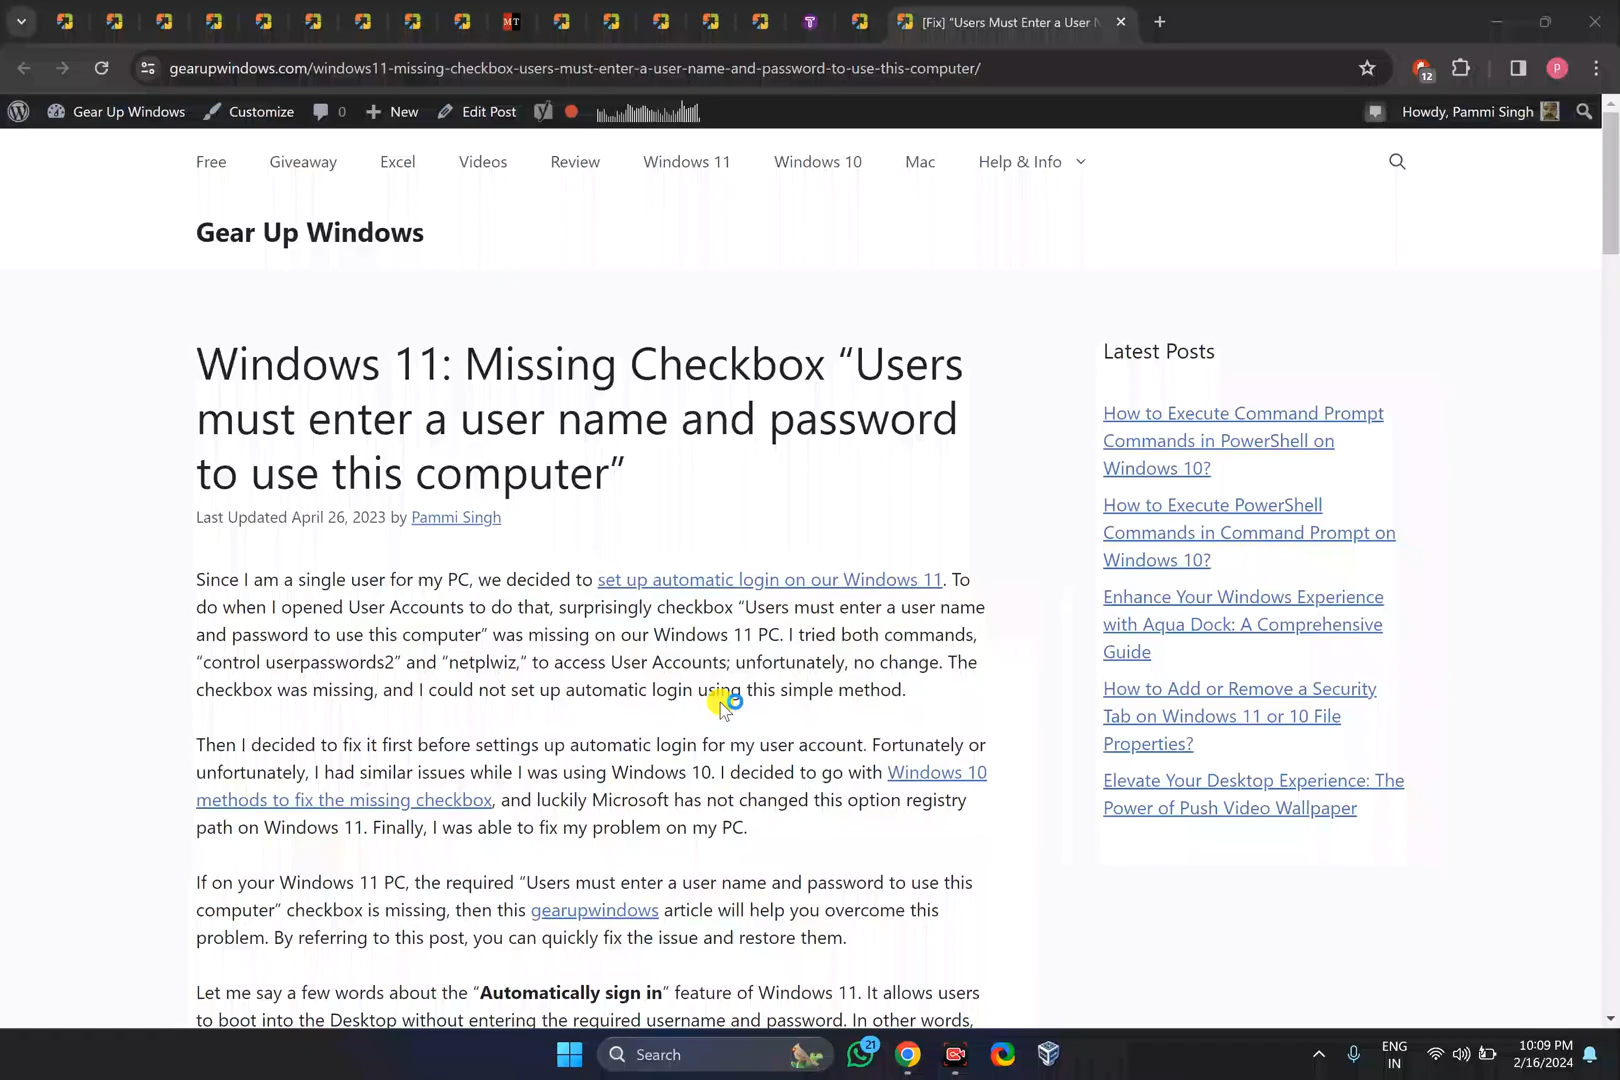 MT
[Fix] “Users Must Enter a User N
gearupwindows.com/windows11-missing-checkbox-users-must-enter-a-user-name-and-password-to-use-this-computer/
12
P
Gear Up Windows
Customize
0
New
Edit Post
Howdy, Pammi Singh
Free
Giveaway
Excel
Videos
Review
Windows 11
Windows 10
Mac
Help & Info
Gear Up Windows
Windows 11: Missing Checkbox “Users
must enter a user name and password
to use this computer”
Last Updated April 26, 2023 by Pammi Singh
Since I am a single user for my PC, we decided to set up automatic login on our Windows 11. To
do when I opened User Accounts to do that, surprisingly checkbox “Users must enter a user name
and password to use this computer” was missing on our Windows 11 PC. I tried both commands,
“control userpasswords2” and “netplwiz,” to access User Accounts; unfortunately, no change. The
checkbox was missing, and I could not set up automatic login using this simple method.
Then I decided to fix it first before settings up automatic login for my user account. Fortunately or
unfortunately, I had similar issues while I was using Windows 10. I decided to go with Windows 10
methods to fix the missing checkbox, and luckily Microsoft has not changed this option registry
path on Windows 11. Finally, I was able to fix my problem on my PC.
If on your Windows 11 PC, the required “Users must enter a user name and password to use this
computer” checkbox is missing, then this gearupwindows article will help you overcome this
problem. By referring to this post, you can quickly fix the issue and restore them.
Let me say a few words about the “Automatically sign in” feature of Windows 11. It allows users
to boot into the Desktop without entering the required username and password. In other words,
Latest Posts
How to Execute Command Prompt
Commands in PowerShell on
Windows 10?
How to Execute PowerShell
Commands in Command Prompt on
Windows 10?
Enhance Your Windows Experience
with Aqua Dock: A Comprehensive
Guide
How to Add or Remove a Security
Tab on Windows 11 or 10 File
Properties?
Elevate Your Desktop Experience: The
Power of Push Video Wallpaper
Search
21
ENG
IN
10:09 PM
2/16/2024